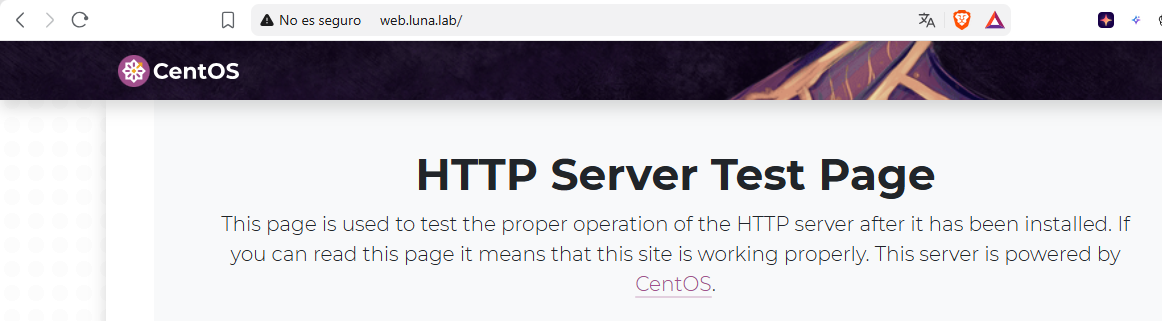 No es seguro web.luna.lab/
CentOS
HTTP Server Test Page
This page is used to test the proper operation of the HTTP server after it has been installed. If
you can read this page it means that this site is working properly. This server is powered by
CentOS.